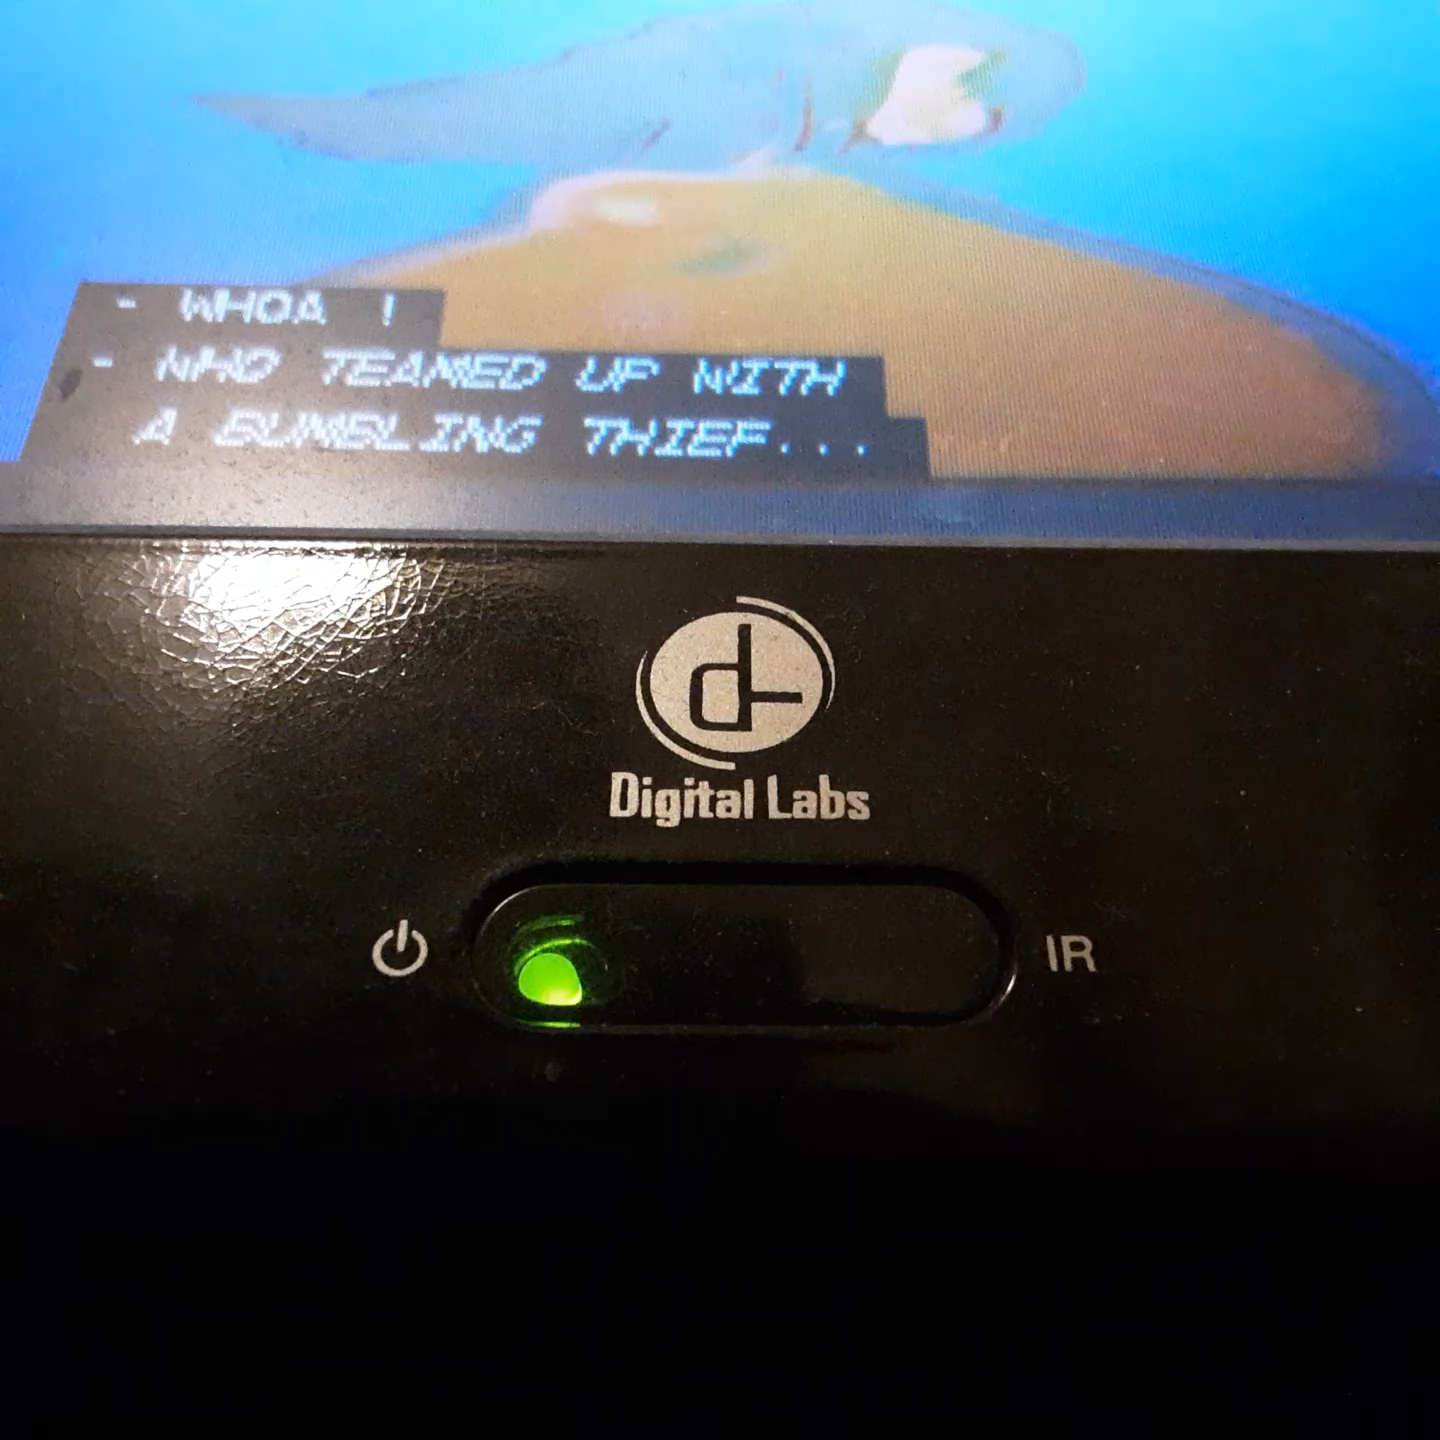 - WHOA !
- WHO TEAMED UP WITH
A BUMBLING THIEF...
Digital Labs
IR